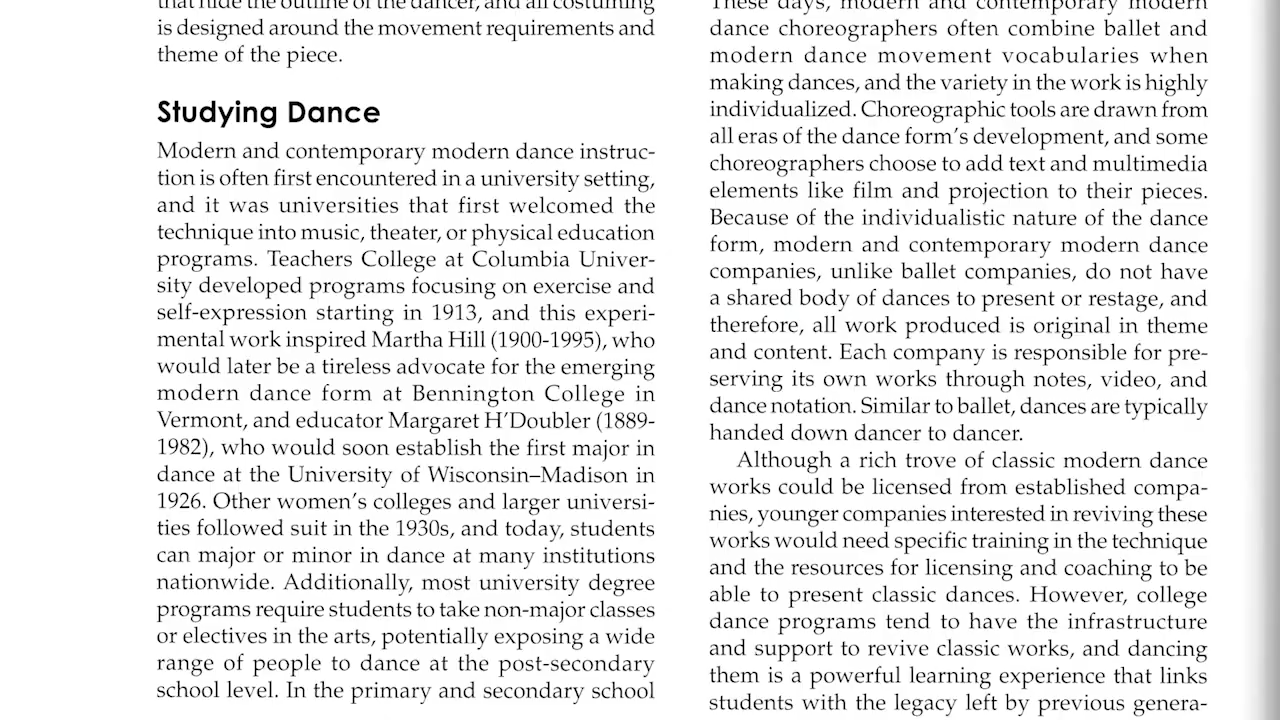 that hide the outline of the dancer, and all costuming
is designed around the movement requirements and
theme of the piece.
Studying Dance
Modern and contemporary modern dance instruc-
tion is often first encountered in a university setting,
and it was universities that first welcomed the
technique into music, theater, or physical education
programs. Teachers College at Columbia Univer-
sity developed programs focusing on exercise and
self-expression starting in 1913, and this experi-
mental work inspired Martha Hill (1900-1995), who
would later be a tireless advocate for the emerging
modern dance form at Bennington College in
Vermont, and educator Margaret H'Doubler (1889-
1982), who would soon establish the first major in
dance at the University of Wisconsin–Madison in
1926. Other women's colleges and larger universi-
ties followed suit in the 1930s, and today, students
can major or minor in dance at many institutions
nationwide. Additionally, most university degree
programs require students to take non-major classes
or electives in the arts, potentially exposing a wide
range of people to dance at the post-secondary
school level. In the primary and secondary school
These days, modern and contemporary modern
dance choreographers often combine ballet and
modern dance movement vocabularies when
making dances, and the variety in the work is highly
individualized. Choreographic tools are drawn from
all eras of the dance form's development, and some
choreographers choose to add text and multimedia
elements like film and projection to their pieces.
Because of the individualistic nature of the dance
form, modern and contemporary modern dance
companies, unlike ballet companies, do not have
a shared body of dances to present or restage, and
therefore, all work produced is original in theme
and content. Each company is responsible for pre-
serving its own works through notes, video, and
dance notation. Similar to ballet, dances are typically
handed down dancer to dancer.
Although a rich trove of classic modern dance
works could be licensed from established compa-
nies, younger companies interested in reviving these
works would need specific training in the technique
and the resources for licensing and coaching to be
able to present classic dances. However, college
dance programs tend to have the infrastructure
and support to revive classic works, and dancing
them is a powerful learning experience that links
students with the legacy left by previous genera-